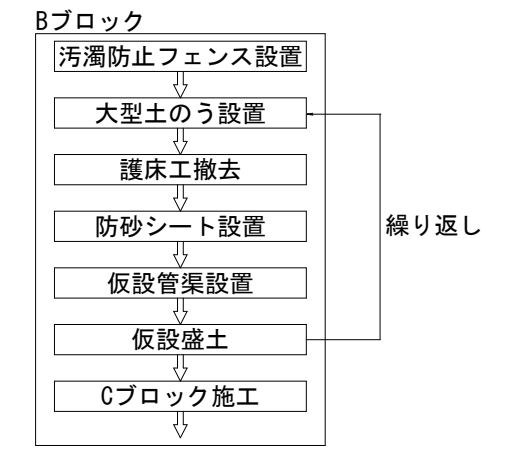 Bブロック
汚濁防止フェンス設置
大型土のう設置
護床工撤去
防砂シート設置
繰り返し
仮設管渠設置
仮設盛土
Cブロック施工